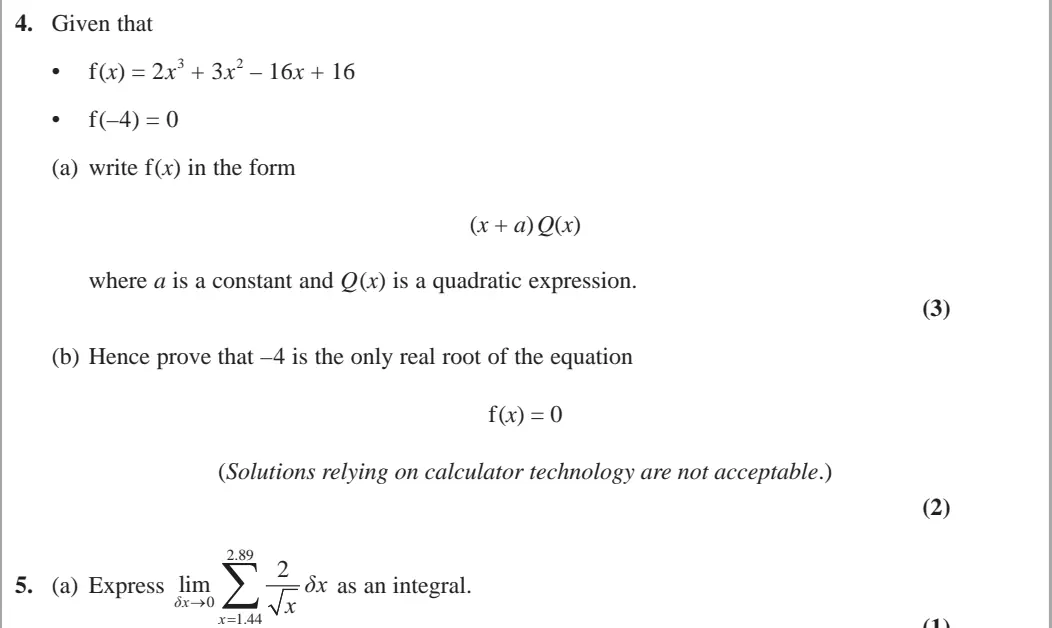 4. Given that
• f(x) = 2x³ + 3x² – 16x + 16
• f(–4) = 0
(a) write f(x) in the form
(x + a)Q(x)
where a is a constant and Q(x) is a quadratic expression.
(3)
(b) Hence prove that –4 is the only real root of the equation
f(x) = 0
(Solutions relying on calculator technology are not acceptable.)
(2)
5. (a) Express lim δx→0 ∑ x=1.44 2.89 2/√x δx as an integral.
(1)